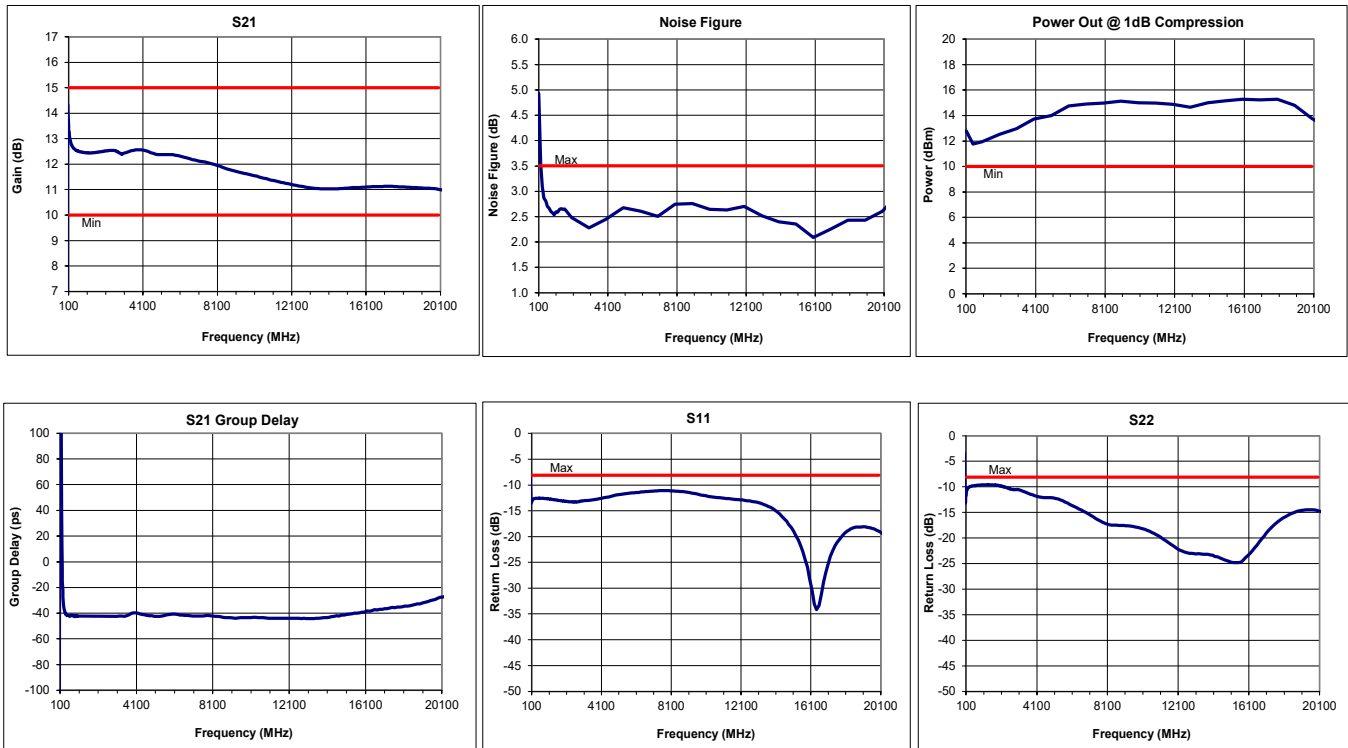 S21
Gain (dB)
17
16
15
14
13
12
11
10
9
8
7
Min
100 4100 8100 12100 16100 20100
Frequency (MHz)
Noise Figure
Noise Figure (dB)
6.0
5.5
5.0
4.5
4.0
3.5
3.0
2.5
2.0
1.5
1.0
Max
100 4100 8100 12100 16100 20100
Frequency (MHz)
Power Out @ 1dB Compression
Power (dBm)
20
18
16
14
12
10
8
6
4
2
0
Min
100 4100 8100 12100 16100 20100
Frequency (MHz)
S21 Group Delay
Group Delay (ps)
100
80
60
40
20
0
-20
-40
-60
-80
-100
100 4100 8100 12100 16100 20100
Frequency (MHz)
S11
Return Loss (dB)
0
-5
-10
-15
-20
-25
-30
-35
-40
-45
-50
Max
100 4100 8100 12100 16100 20100
Frequency (MHz)
S22
Return Loss (dB)
0
-5
-10
-15
-20
-25
-30
-35
-40
-45
-50
Max
100 4100 8100 12100 16100 20100
Frequency (MHz)